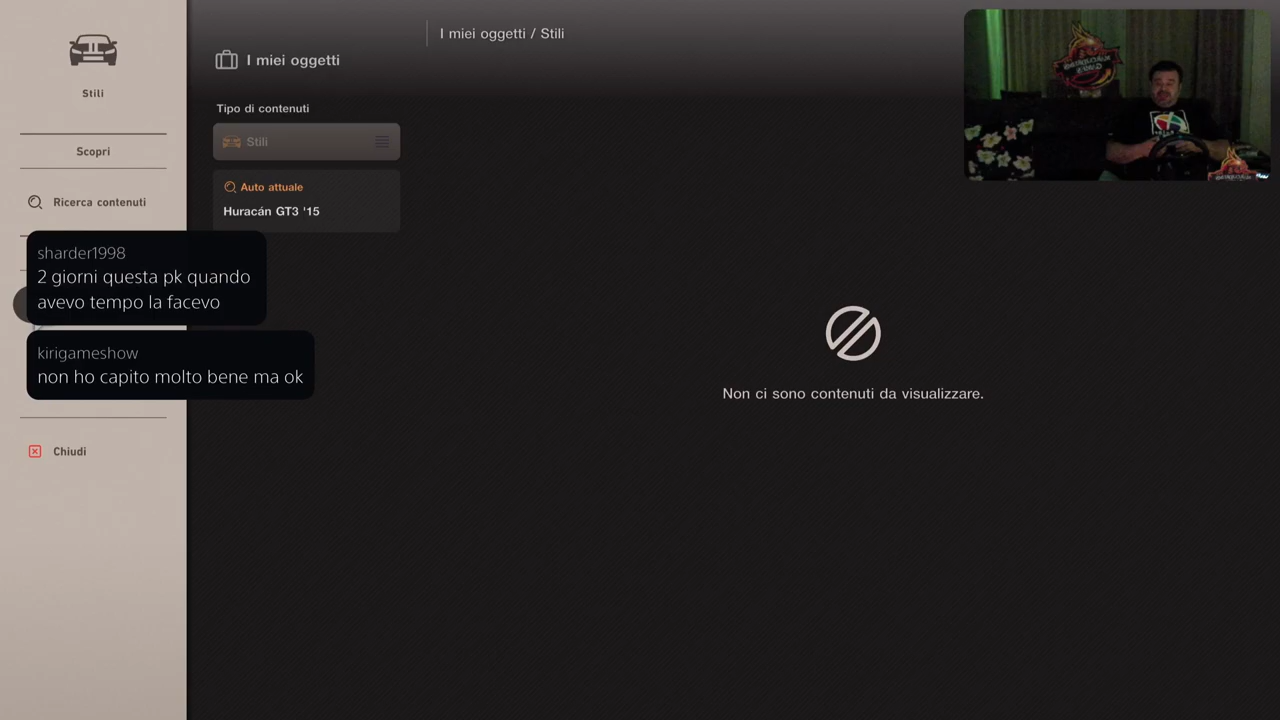 Stili
Scopri
Ricerca contenuti
sharder1998
2 giorni questa pk quando
avevo tempo la facevo
kirigameshow
non ho capito molto bene ma ok
Chiudi
I miei oggetti
Tipo di contenuti
Stili
Auto attuale
Huracán GT3 '15
I miei oggetti / Stili
Non ci sono contenuti da visualizzare.